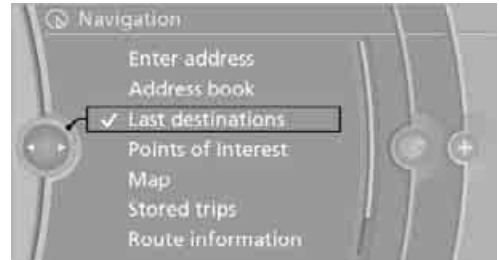 Navigation
Enter address
Address book
Last destinations
Points of Interest
Map
Stored trips
Route information